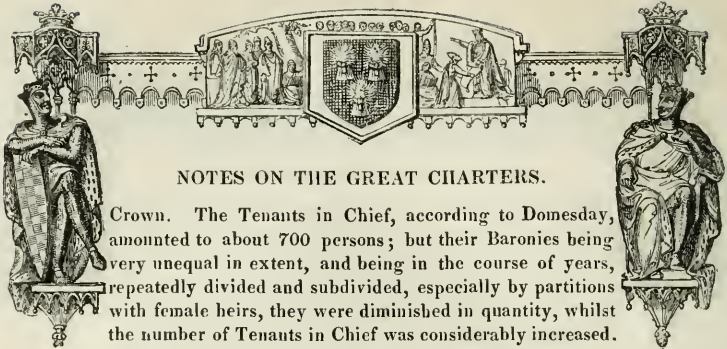 NOTES ON THE GREAT CHARTERS.
Crown. The Tenants in Chief, according to Domesday,
amounted to about 700 persons; but their Baronies being
very unequal in extent, and being in the course of years,
repeatedly divided and subdivided, especially by partitions
with female heirs, they were diminished in quantity, whilst
the number of Tenants in Chief was considerably increased.